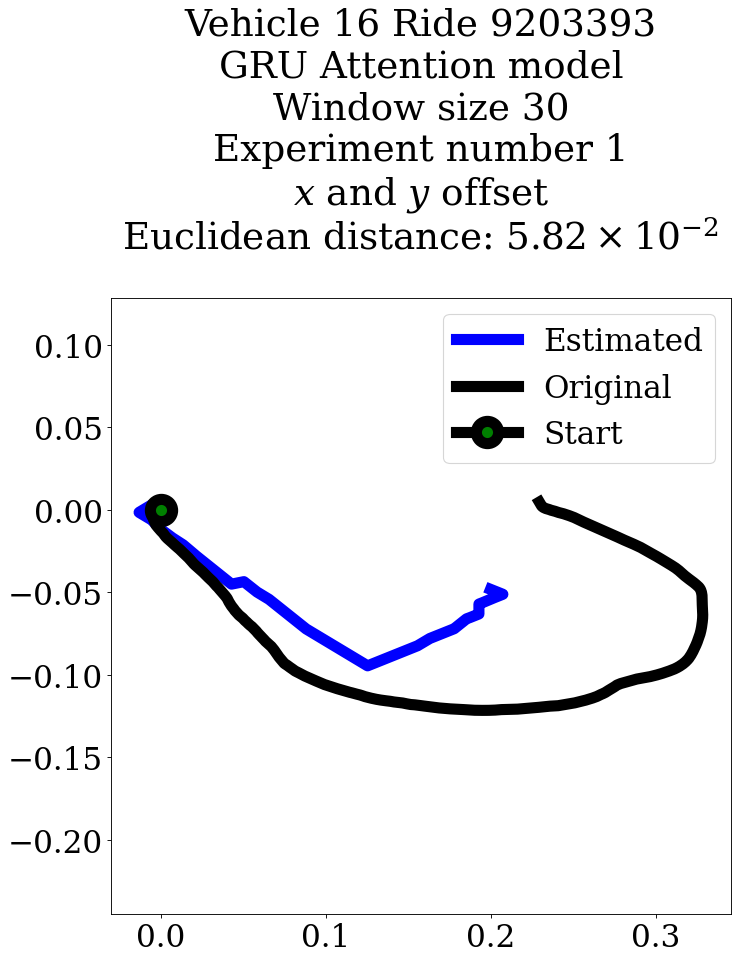 Vehicle 16 Ride 9203393
GRU Attention model
Window size 30
Experiment number 1
x and y offset
Euclidean distance: 5.82 × 10⁻²
Estimated
Original
Start
0.10
0.05
0.00
−0.05
−0.10
−0.15
−0.20
0.0 0.1 0.2 0.3